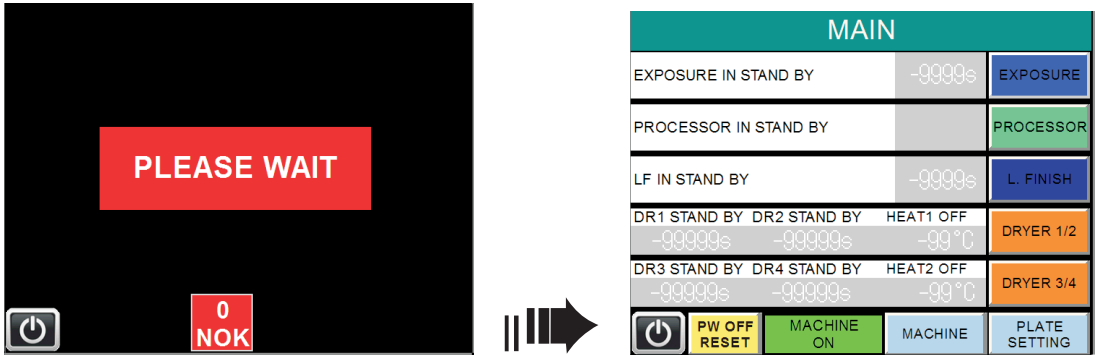 PLEASE WAIT
0
NOK
MAIN
EXPOSURE IN STAND BY -9999s EXPOSURE
PROCESSOR IN STAND BY PROCESSOR
LF IN STAND BY -9999s L. FINISH
DR1 STAND BY DR2 STAND BY HEAT1 OFF
-99999s -99999s -99°C
DRYER 1/2
DR3 STAND BY DR4 STAND BY HEAT2 OFF
-99999s -99999s -99°C
DRYER 3/4
PW OFF
RESET
MACHINE
ON
MACHINE
PLATE
SETTING